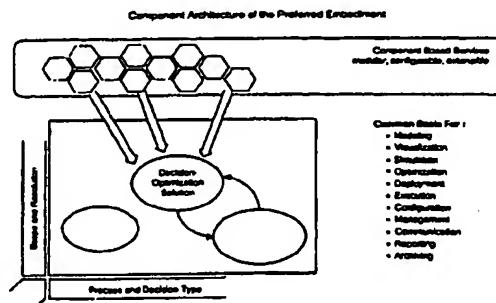 Component Architecture of the Preferred Embodiment
Component Based Services
modular, configurable, extensible
Decision
Optimization
Solution
Common Basis For :
• Modeling
• Visualization
• Simulation
• Optimization
• Deployment
• Execution
• Configuration
• Management
• Communication
• Reporting
• Archiving
Scope and Resolution
Process and Decision Type